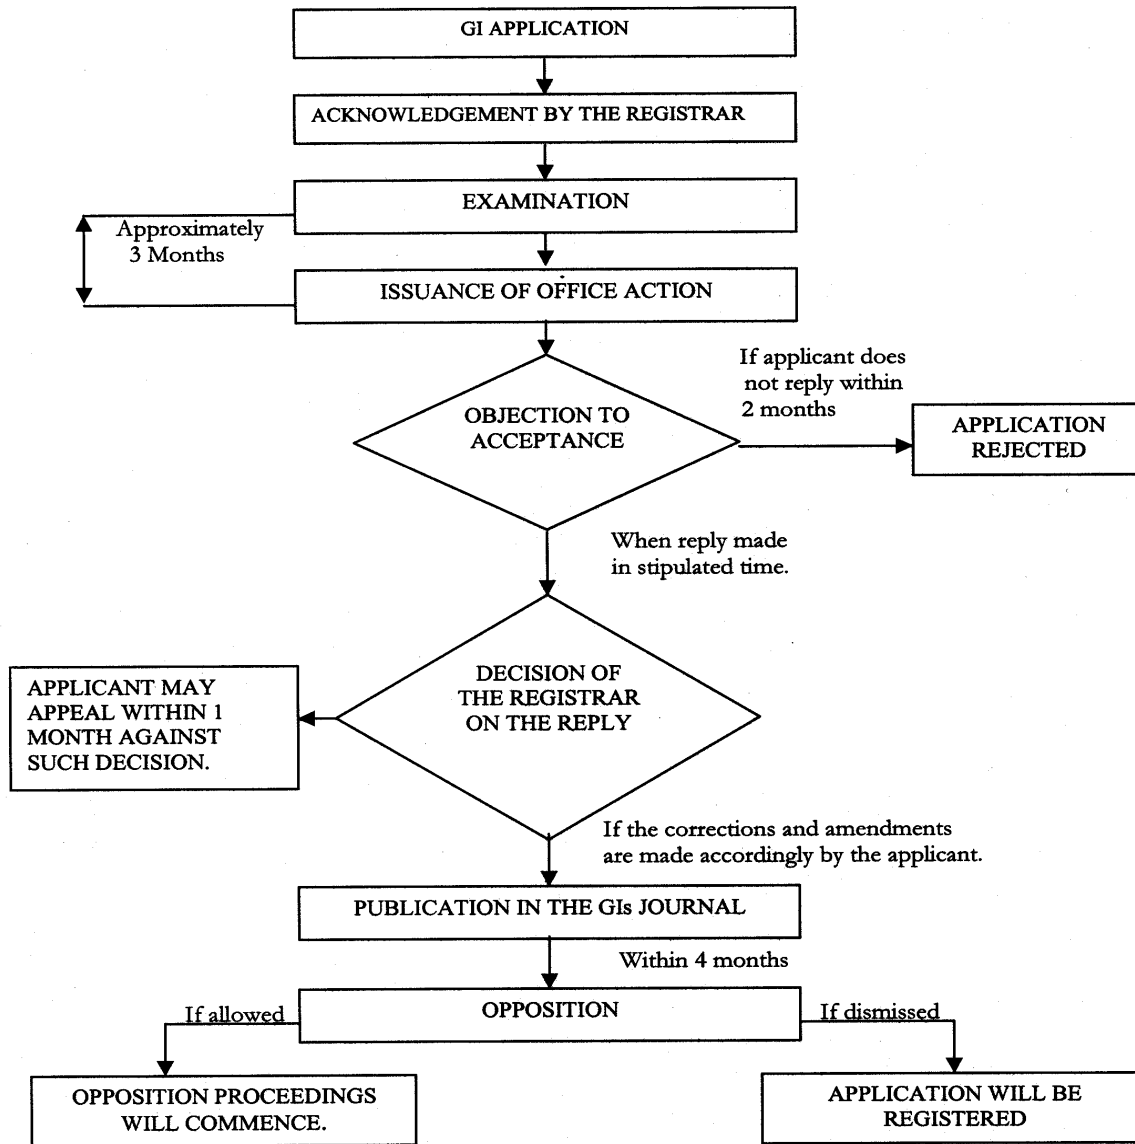 GI APPLICATION
ACKNOWLEDGEMENT BY THE REGISTRAR
EXAMINATION
Approximately
3 Months
ISSUANCE OF OFFICE ACTION
If applicant does
not reply within
2 months
OBJECTION TO
ACCEPTANCE
APPLICATION
REJECTED
When reply made
in stipulated time.
DECISION OF
THE REGISTRAR
ON THE REPLY
APPLICANT MAY
APPEAL WITHIN 1
MONTH AGAINST
SUCH DECISION.
If the corrections and amendments
are made accordingly by the applicant.
PUBLICATION IN THE GIs JOURNAL
Within 4 months
OPPOSITION
If allowed
If dismissed
OPPOSITION PROCEEDINGS
WILL COMMENCE.
APPLICATION WILL BE
REGISTERED